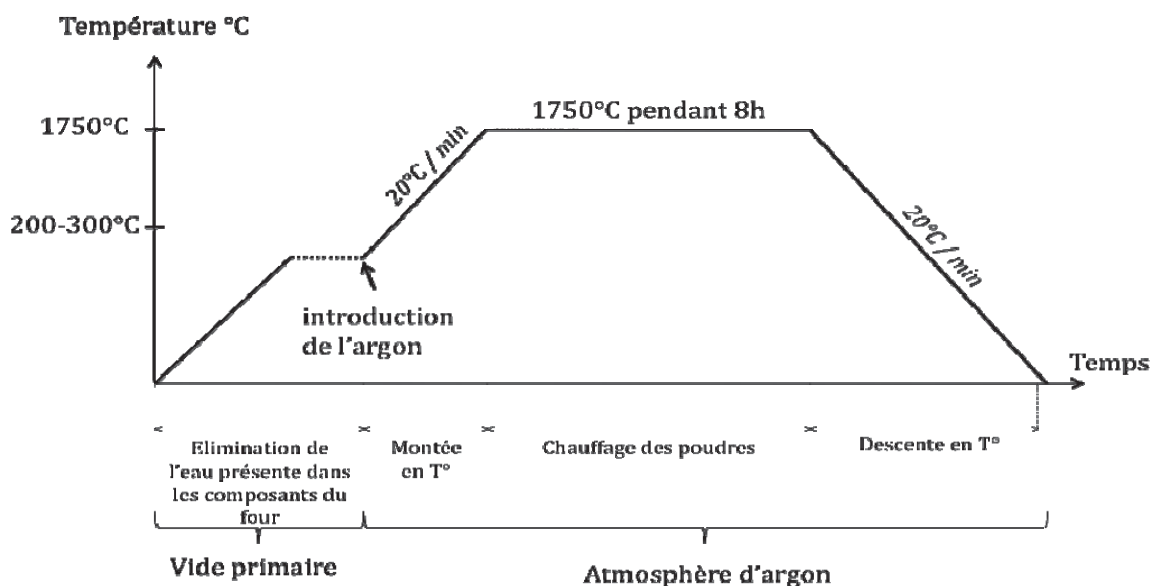 Température °C
1750°C
1750°C pendant 8h
20°C / min
200-300°C
20°C / min
introduction
de l'argon
Temps
Elimination de
l'eau présente dans
les composants du
four
Montée
en T°
Chauffage des poudres
Descente en T°
Vide primaire
Atmosphère d'argon